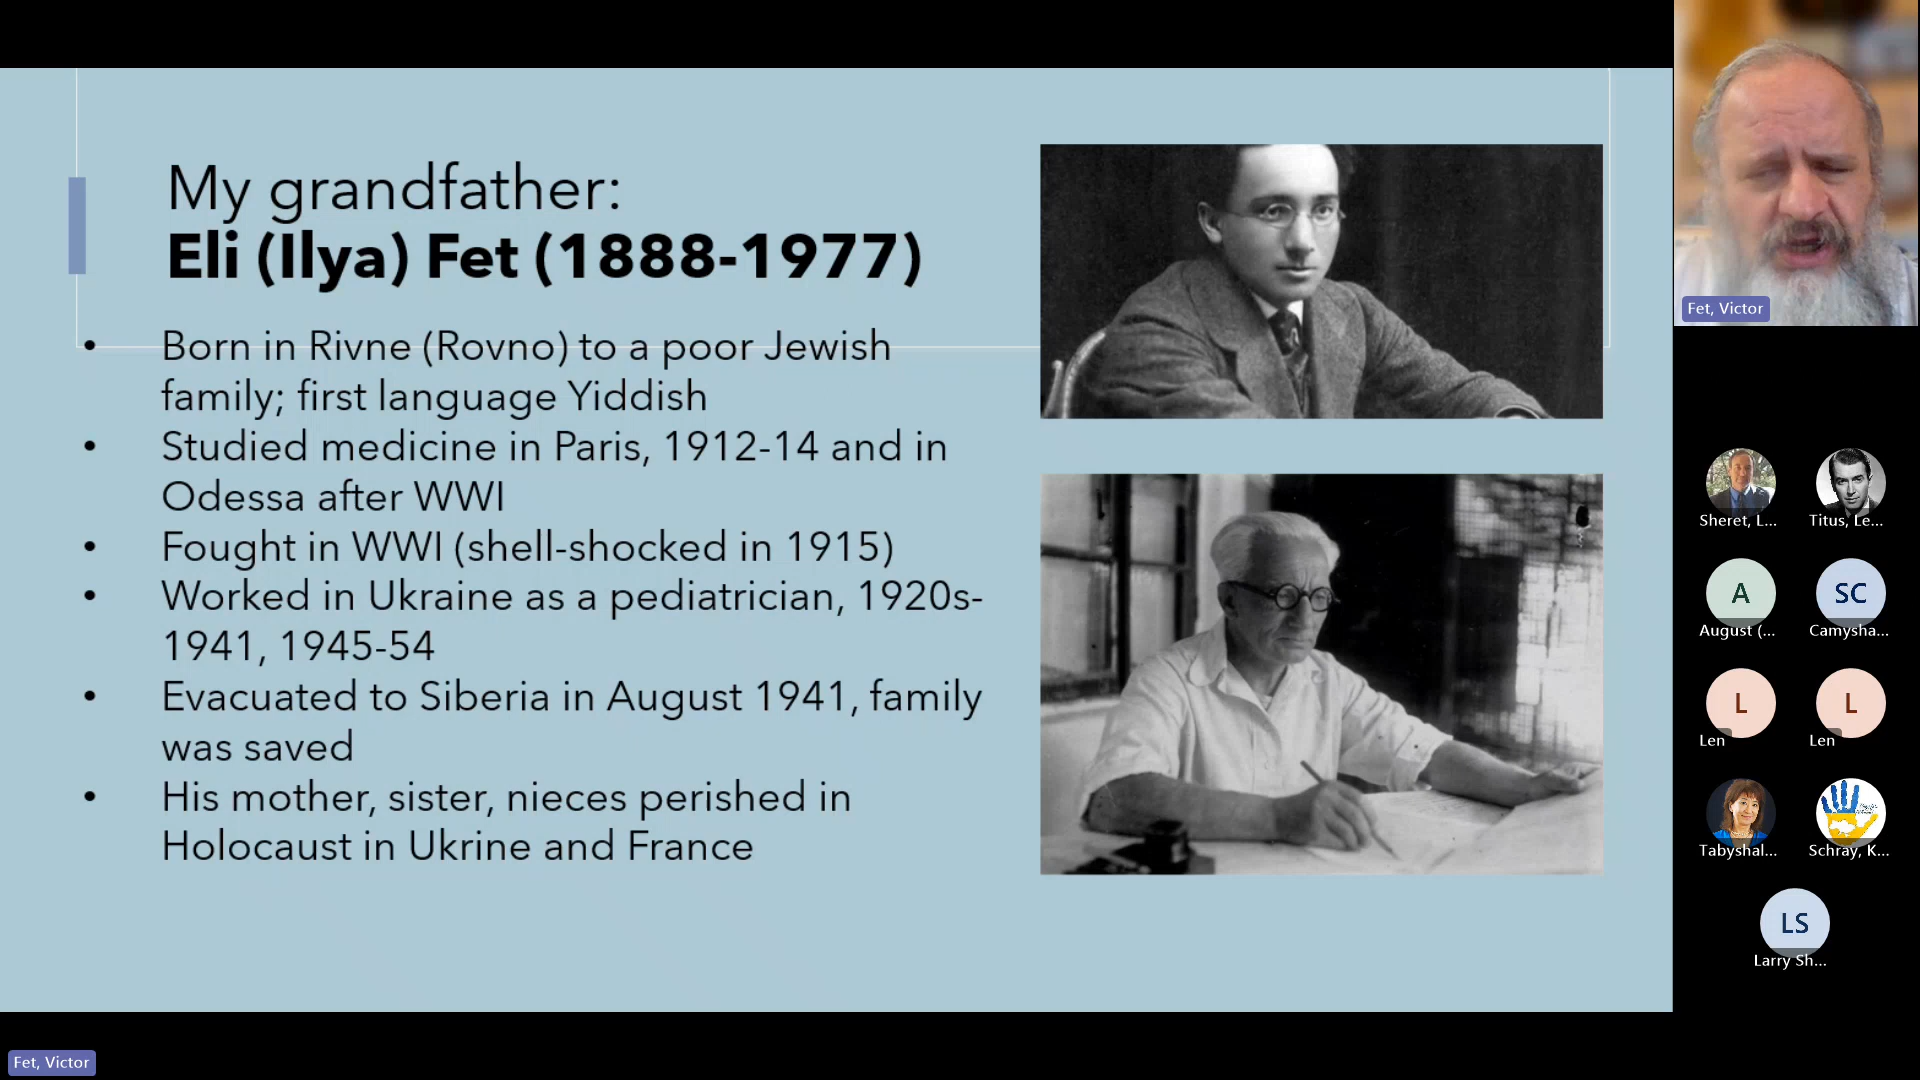 My grandfather:
Eli (Ilya) Fet (1888-1977)
• Born in Rivne (Rovno) to a poor Jewish
family; first language Yiddish
• Studied medicine in Paris, 1912-14 and in
Odessa after WWI
• Fought in WWI (shell-shocked in 1915)
• Worked in Ukraine as a pediatrician, 1920s-
1941, 1945-54
• Evacuated to Siberia in August 1941, family
was saved
• His mother, sister, nieces perished in
Holocaust in Ukrine and France
Fet, Victor
Sheret, L...
Titus, Le...
A
August (...
SC
Camysha...
L
Len
L
Len
Tabyshal...
Schray, K...
LS
Larry Sh...
Fet, Victor